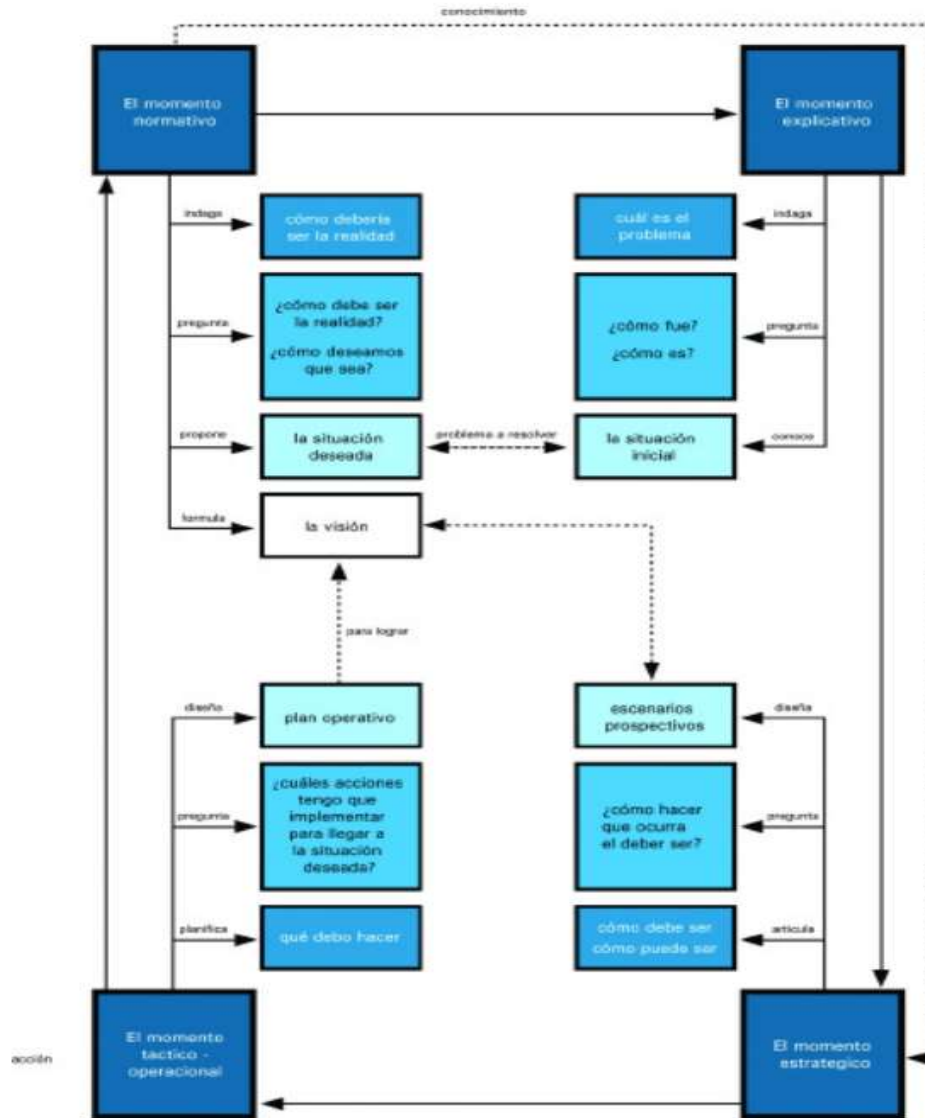 conocimiento
El momento
normativo
El momento
explicativo
indaga
cómo debería
ser la realidad
cuál es el
problema
indaga
pregunta
¿cómo debe ser
la realidad?
¿cómo deseamos
que sea?
¿cómo fue?
¿cómo es?
pregunta
propone
la situación
deseada
problema a resolver
la situación
inicial
conoce
formula
la visión
para lograr
diseña
plan operativo
escenarios
prospectivos
diseña
pregunta
¿cuáles acciones
tengo que
implementar
para llegar a
la situación
deseada?
¿cómo hacer
que ocurra
el deber ser?
pregunta
planifica
qué debo hacer
cómo debe ser
cómo puede ser
articula
acción
El momento
tactico -
operacional
El momento
estrategico